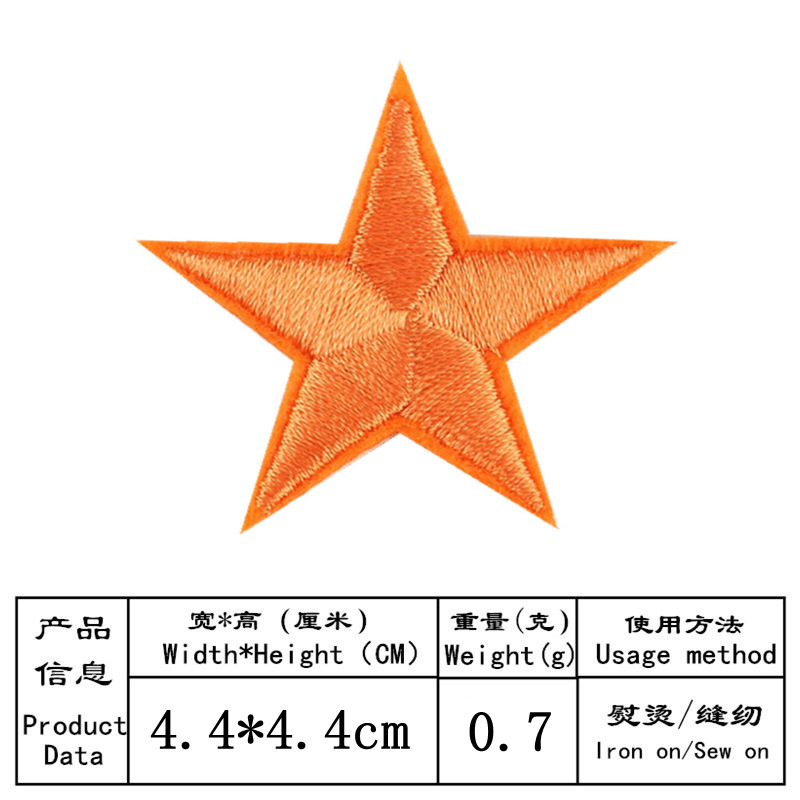 产品
信息
Product
Data
宽*高 (厘米)
Width*Height (CM)
重量(克)
Weight(g)
使用方法
Usage method
4.4*4.4cm
0.7
熨烫/缝纫
Iron on/Sew on